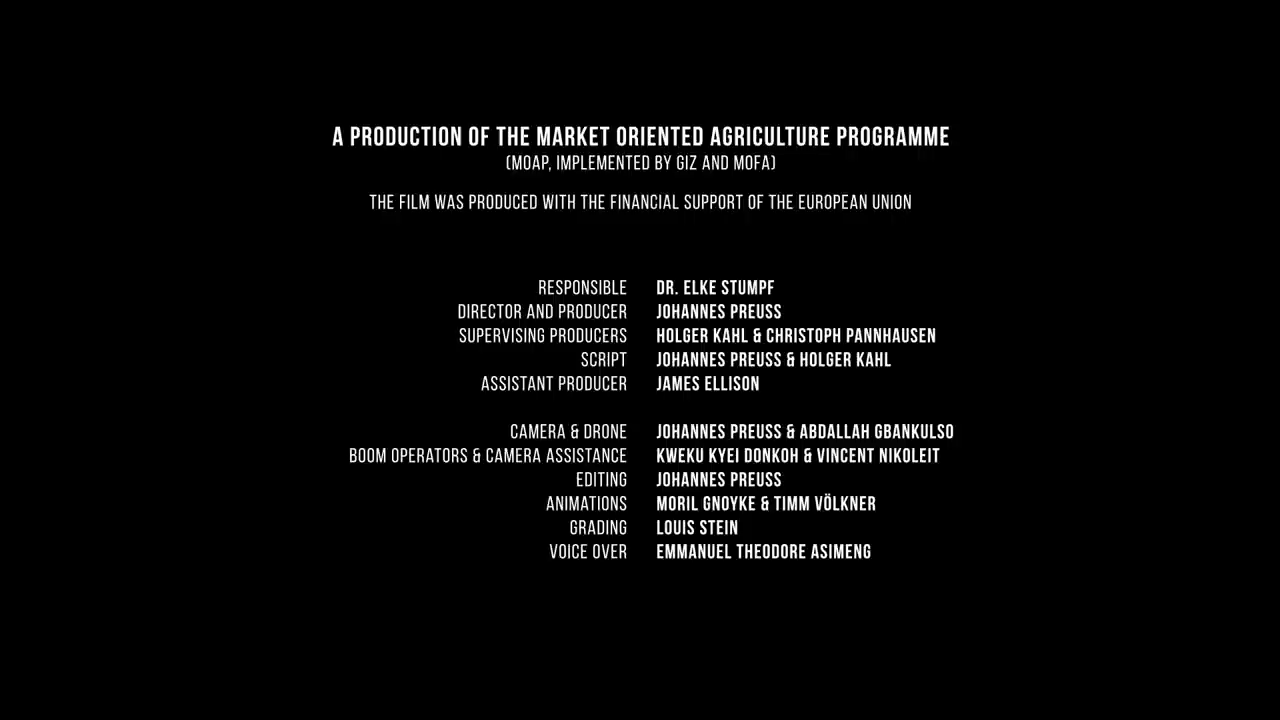 A PRODUCTION OF THE MARKET ORIENTED AGRICULTURE PROGRAMME
(MOAP, IMPLEMENTED BY GIZ AND MOFA)
THE FILM WAS PRODUCED WITH THE FINANCIAL SUPPORT OF THE EUROPEAN UNION
RESPONSIBLE DR. ELKE STUMPF
DIRECTOR AND PRODUCER JOHANNES PREUSS
SUPERVISING PRODUCERS HOLGER KAHL & CHRISTOPH PANNHAUSEN
SCRIPT JOHANNES PREUSS & HOLGER KAHL
ASSISTANT PRODUCER JAMES ELLISON
CAMERA & DRONE JOHANNES PREUSS & ABDALLAH GBANKULSO
BOOM OPERATORS & CAMERA ASSISTANCE KWEKU KYEI DONKOH & VINCENT NIKOLEIT
EDITING JOHANNES PREUSS
ANIMATIONS MORIL GNOYKE & TIMM VÖLKNER
GRADING LOUIS STEIN
VOICE OVER EMMANUEL THEODORE ASIMENG